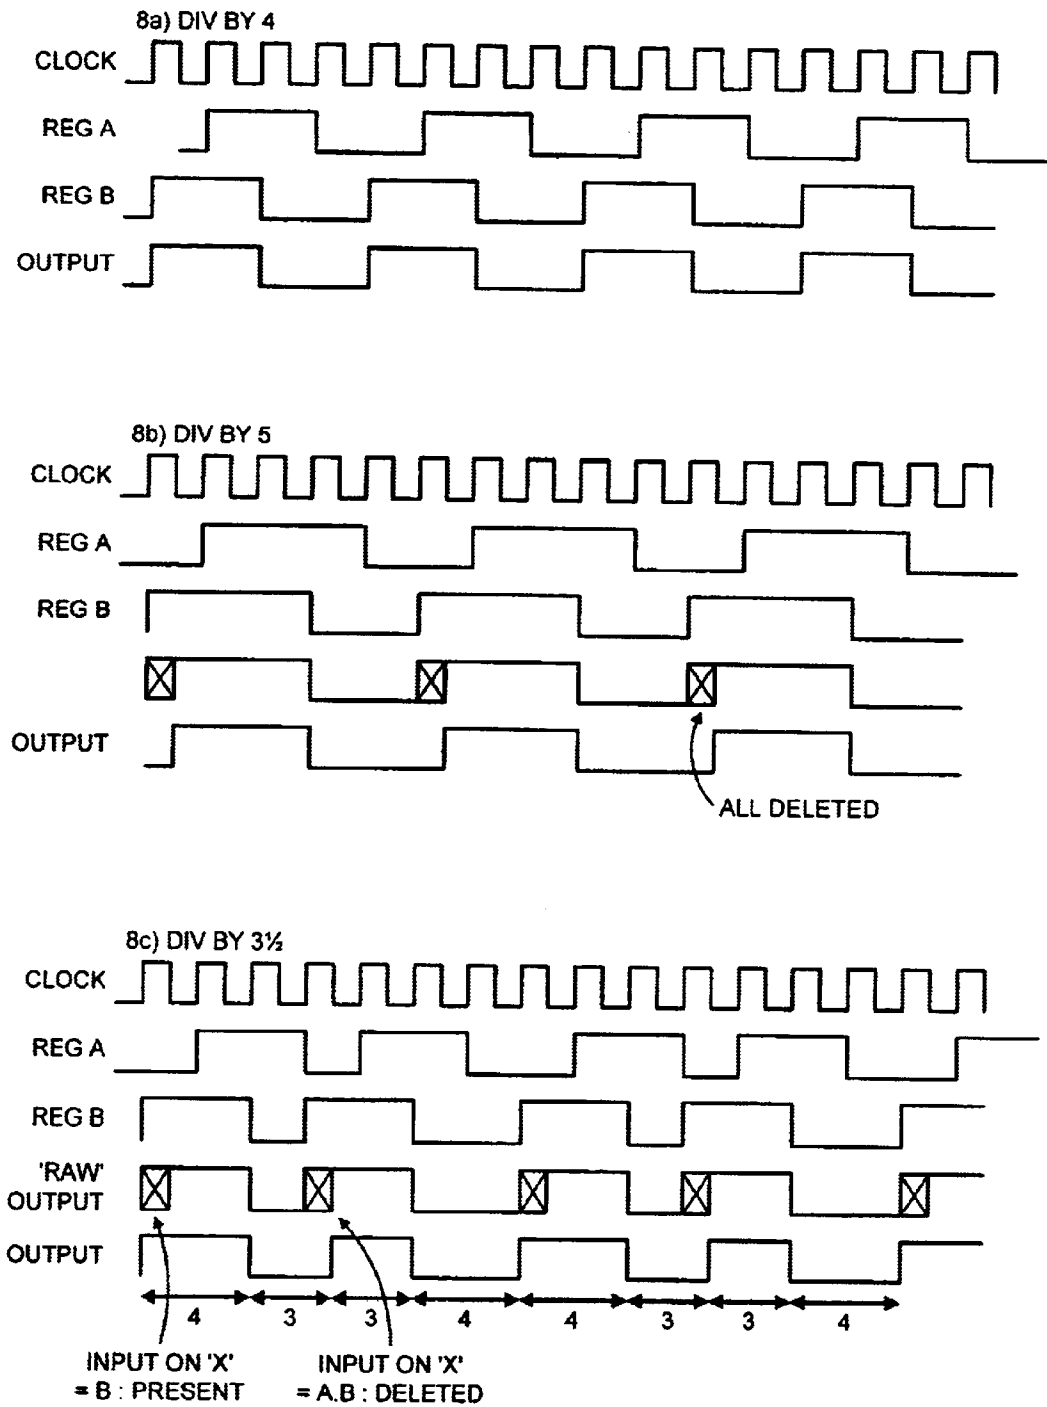 8a) DIV BY 4
CLOCK
REG A
REG B
OUTPUT
8b) DIV BY 5
CLOCK
REG A
REG B
OUTPUT
ALL DELETED
8c) DIV BY 3½
CLOCK
REG A
REG B
'RAW'
OUTPUT
OUTPUT
4 3 3 4 4 3 3 4
INPUT ON 'X'
= B : PRESENT
INPUT ON 'X'
= A.B : DELETED